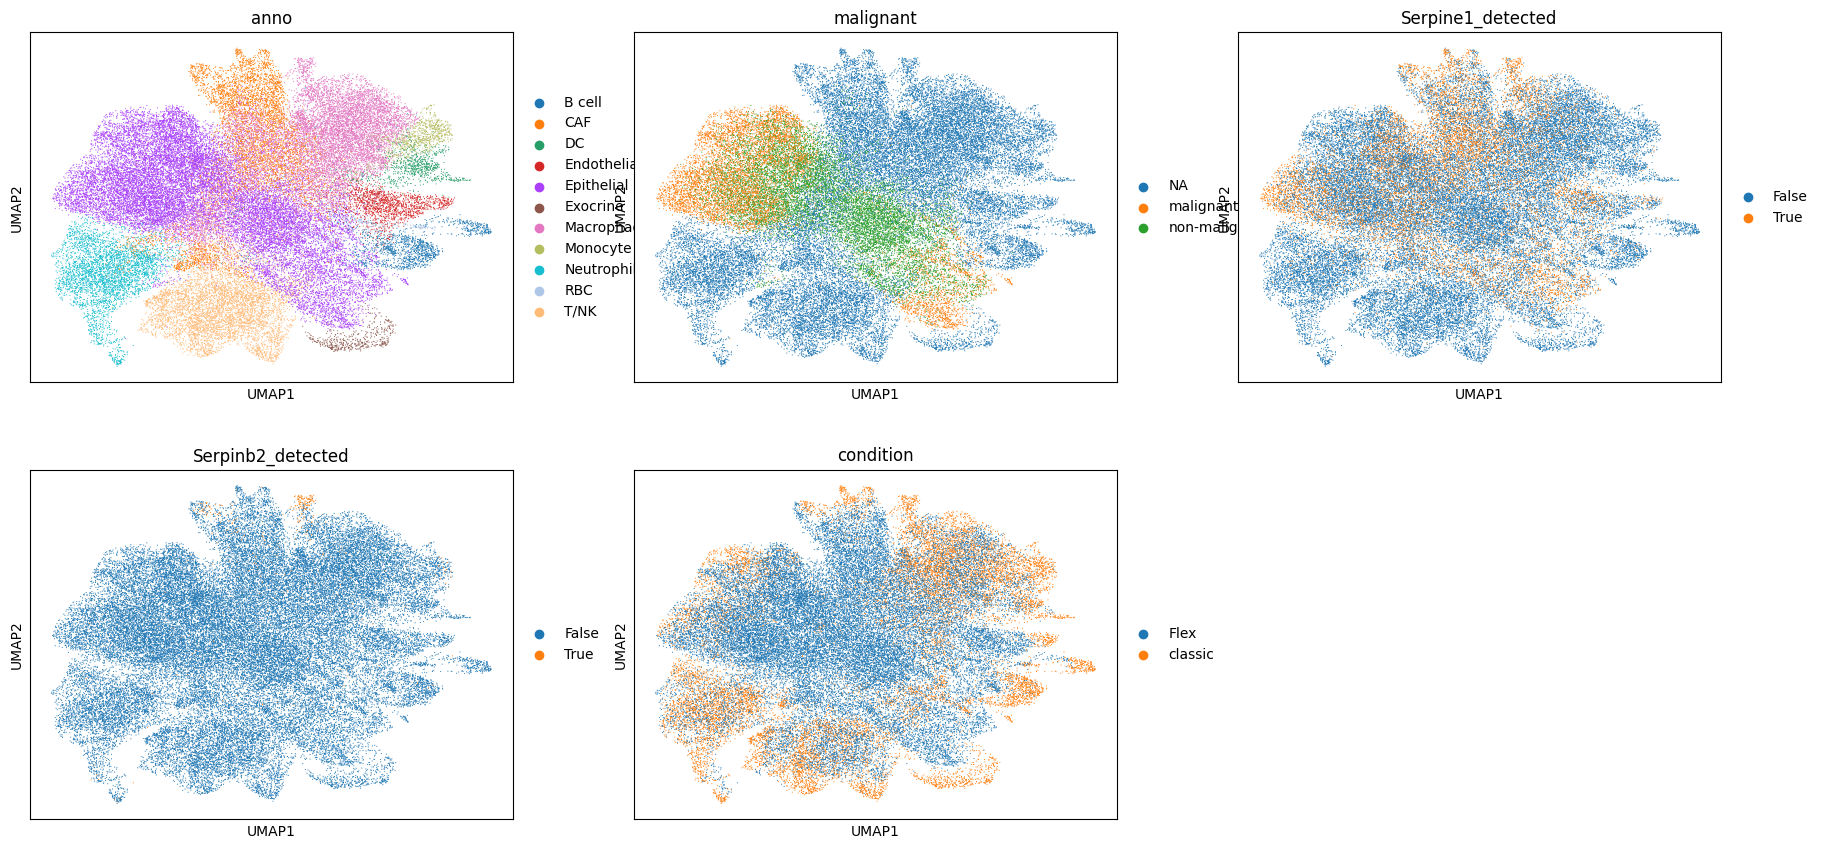 anno
UMAP2
UMAP1
B cell
CAF
DC
Endothelia
Epithelial
Exocrine
Macropha
Monocyte
Neutrophi
RBC
T/NK
malignant
UMAP2
UMAP1
NA
malignant
non-malig
Serpine1_detected
UMAP2
UMAP1
False
True
Serpinb2_detected
UMAP2
UMAP1
False
True
condition
UMAP2
UMAP1
Flex
classic